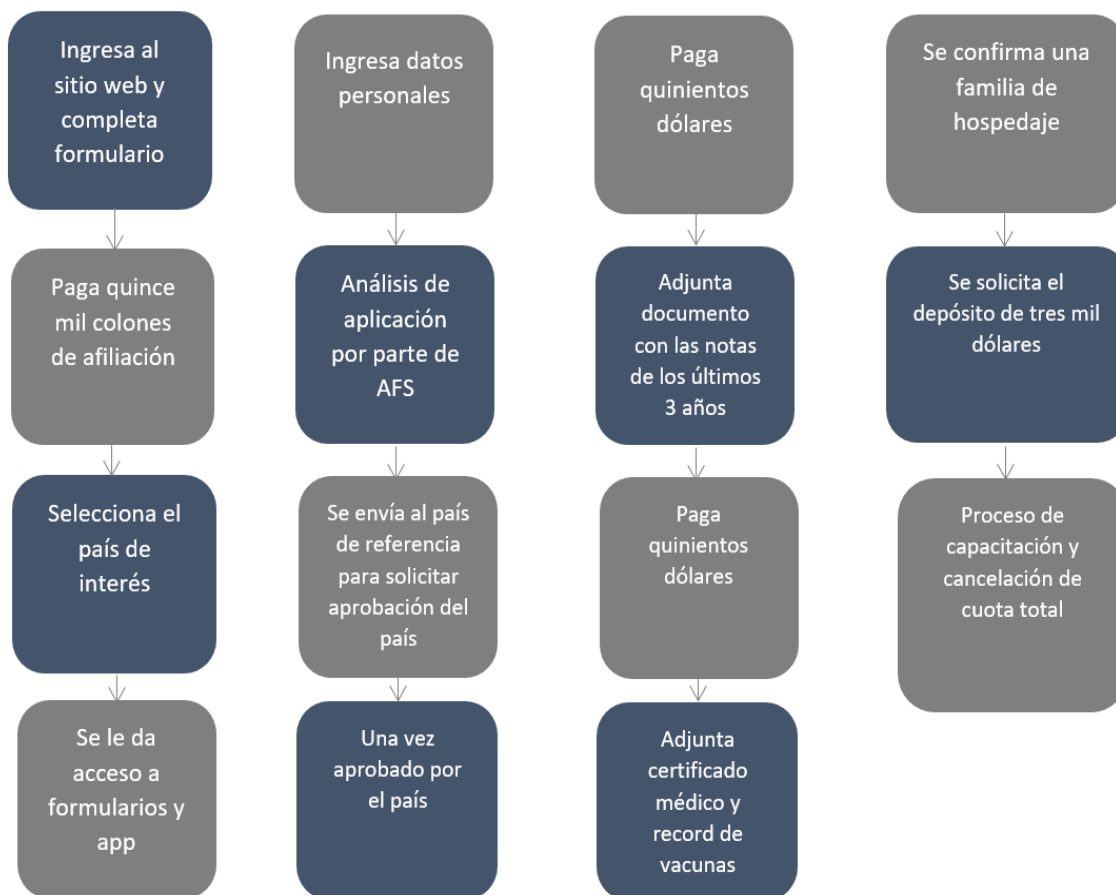 Ingresa al
sitio web y
completa
formulario
Paga quince
mil colones
de afiliación
Selecciona el
país de
interés
Se le da
acceso a
formularios y
app
Ingresa datos
personales
Análisis de
aplicación
por parte de
AFS
Se envía al país
de referencia
para solicitar
aprobación del
país
Una vez
aprobado por
el país
Paga
quinientos
dólares
Adjunta
documento
con las notas
de los últimos
3 años
Paga
quinientos
dólares
Adjunta
certificado
médico y
record de
vacunas
Se confirma una
familia de
hospedaje
Se solicita el
depósito de tres mil
dólares
Proceso de
capacitación y
cancelación de
cuota total